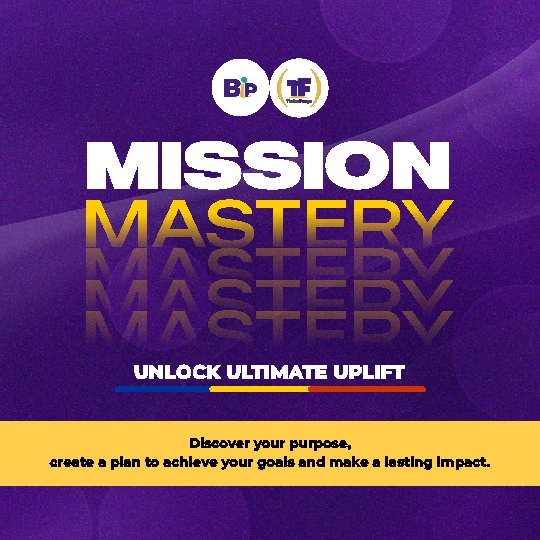 BiP TF
MISSION
MASTERY
MASTERY
MASTERY
MASTERY
UNLOCK ULTIMATE UPLIFT
Discover your purpose,
create a plan to achieve your goals and make a lasting impact.